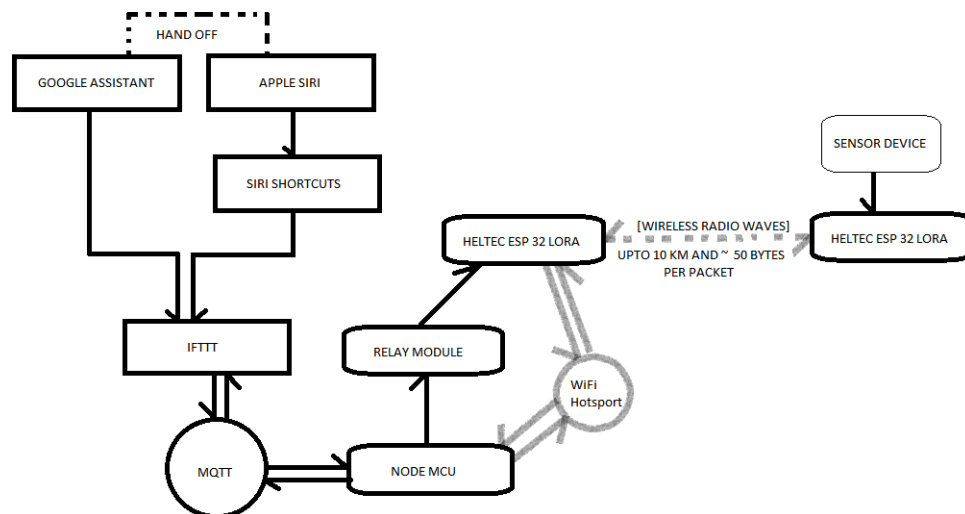 HAND OFF
GOOGLE ASSISTANT
APPLE SIRI
SENSOR DEVICE
SIRI SHORTCUTS
[WIRELESS RADIO WAVES]
HELTEC ESP 32 LORA
HELTEC ESP 32 LORA
UPTO 10 KM AND ~ 50 BYTES
PER PACKET
IFTTT
RELAY MODULE
WiFi
Hotsport
MQTT
NODE MCU